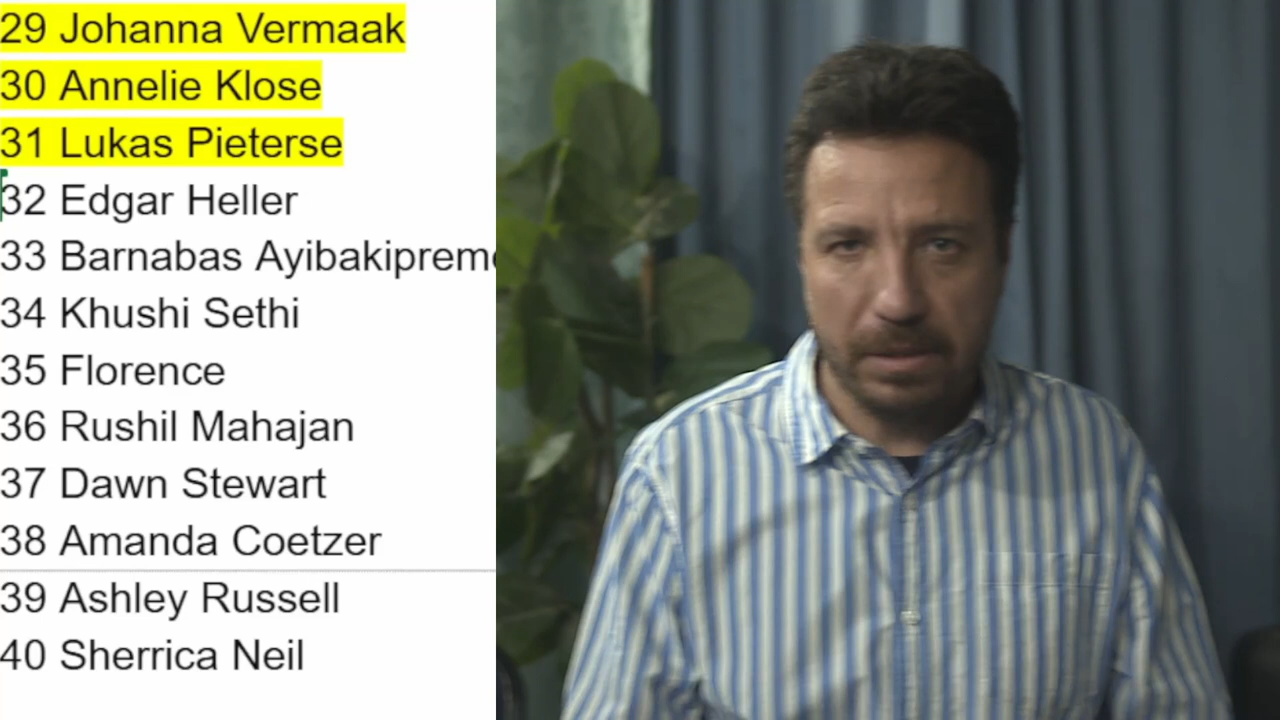 29 Johanna Vermaak
30 Annelie Klose
31 Lukas Pieterse
32 Edgar Heller
33 Barnabas
34 Khushi Sethi
35 Florence
36 Rushil Mahajan
37 Dawn Stewart
38 Amanda Coetzer
39 Ashley Russell
40 Sherrica Neil